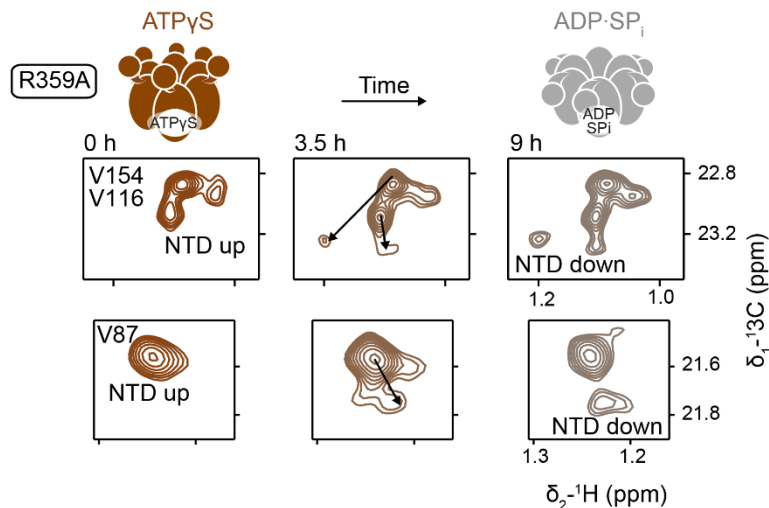 ATPγS
ADP·SPi
R359A
Time
ATPγS
ADP
SPi
0 h
3.5 h
9 h
V154
V116
NTD up
NTD down
22.8
23.2
1.2
1.0
V87
NTD up
NTD down
21.6
21.8
1.3
1.2
δ1-¹3C (ppm)
δ2-¹H (ppm)